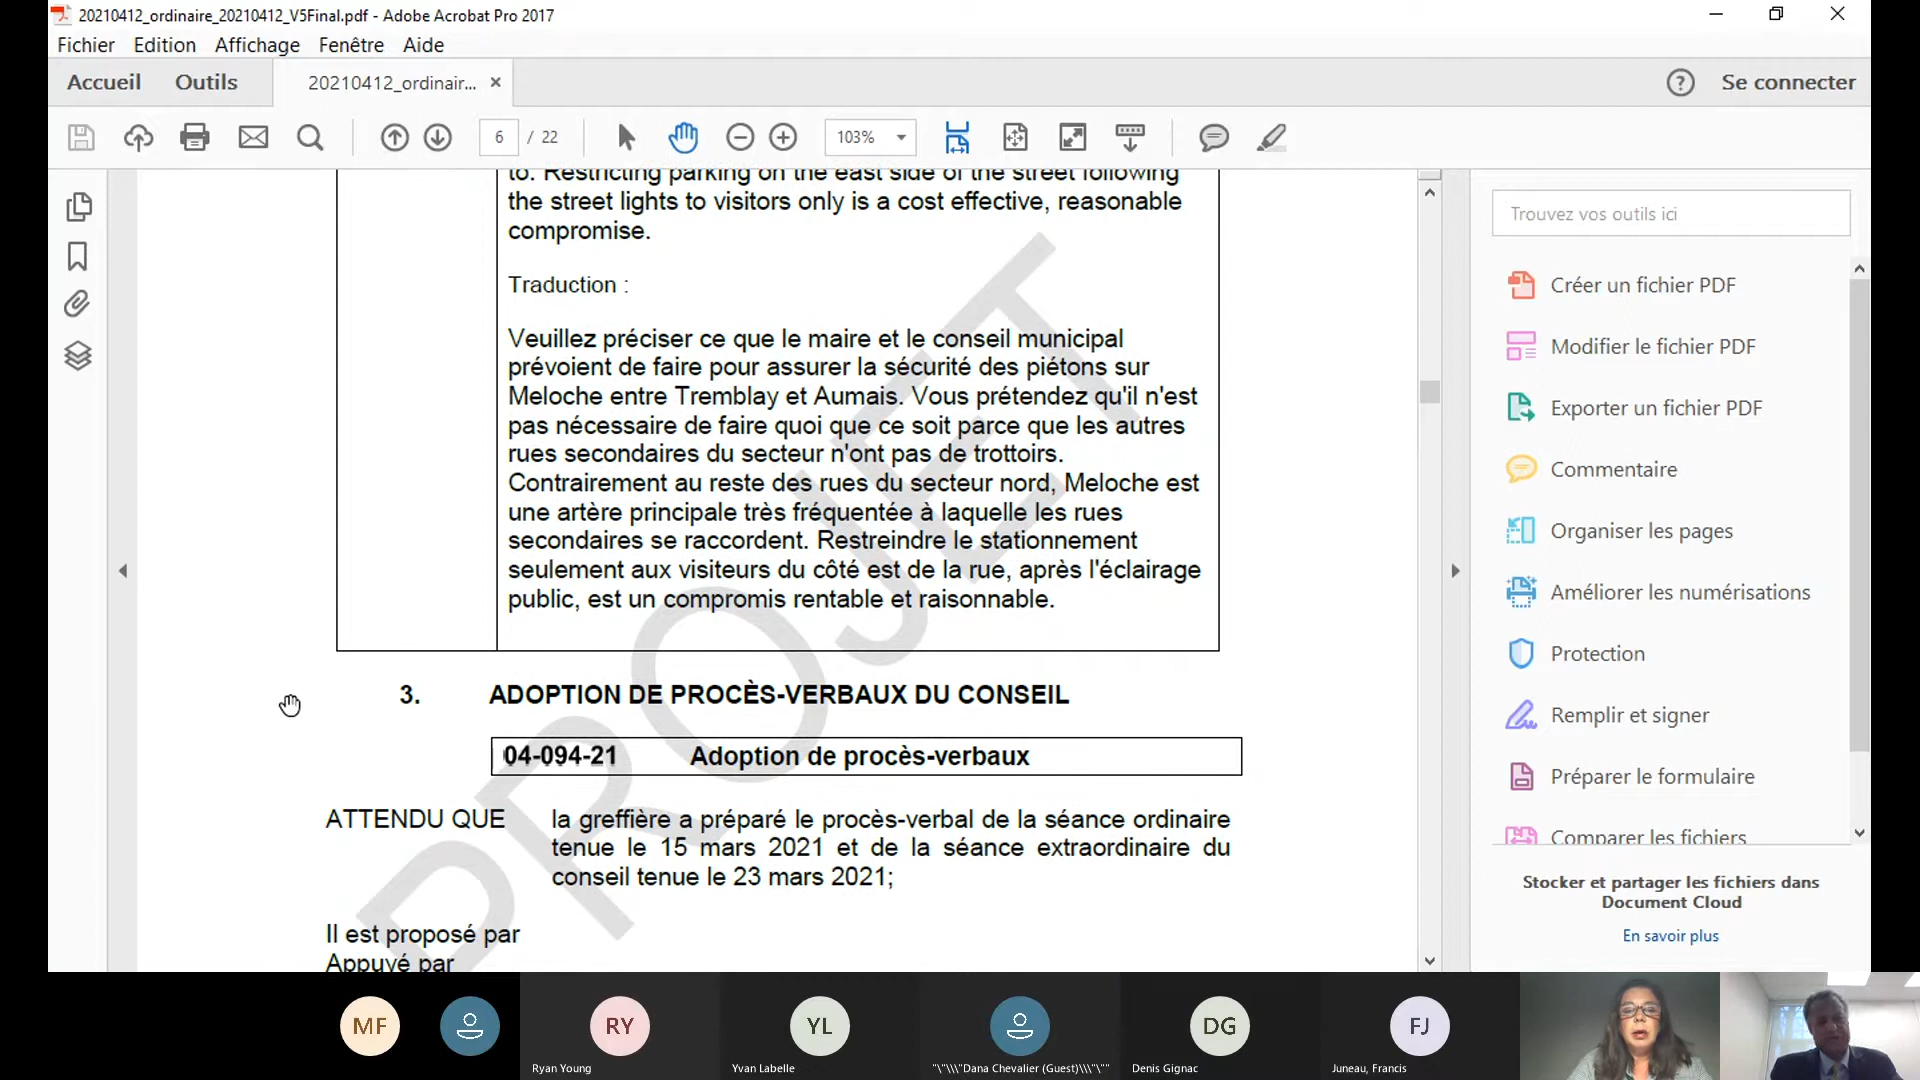 20210412_ordinaire_20210412_V5Final.pdf - Adobe Acrobat Pro 2017
Fichier Edition Affichage Fenêtre Aide
Accueil Outils 20210412_ordinair... Se connecter
6 / 22 103%
to. Restricting parking on the east side of the street following
the street lights to visitors only is a cost effective, reasonable
compromise.
Traduction :
Veuillez préciser ce que le maire et le conseil municipal
prévoient de faire pour assurer la sécurité des piétons sur
Meloche entre Tremblay et Aumais. Vous prétendez qu'il n'est
pas nécessaire de faire quoi que ce soit parce que les autres
rues secondaires du secteur n'ont pas de trottoirs.
Contrairement au reste des rues du secteur nord, Meloche est
une artère principale très fréquentée à laquelle les rues
secondaires se raccordent. Restreindre le stationnement
seulement aux visiteurs du côté est de la rue, après l'éclairage
public, est un compromis rentable et raisonnable.
3. ADOPTION DE PROCÈS-VERBAUX DU CONSEIL
04-094-21 Adoption de procès-verbaux
ATTENDU QUE la greffière a préparé le procès-verbal de la séance ordinaire
tenue le 15 mars 2021 et de la séance extraordinaire du
conseil tenue le 23 mars 2021;
Il est proposé par
Appuyé par
PROJET
Trouvez vos outils ici
Créer un fichier PDF
Modifier le fichier PDF
Exporter un fichier PDF
Commentaire
Organiser les pages
Améliorer les numérisations
Protection
Remplir et signer
Préparer le formulaire
Comparer les fichiers
Stocker et partager les fichiers dans
Document Cloud
En savoir plus
MF RY YL DG FJ
Ryan Young Yvan Labelle "\"\\\"Dana Chevalier (Guest)\\\"\"" Denis Gignac Juneau, Francis